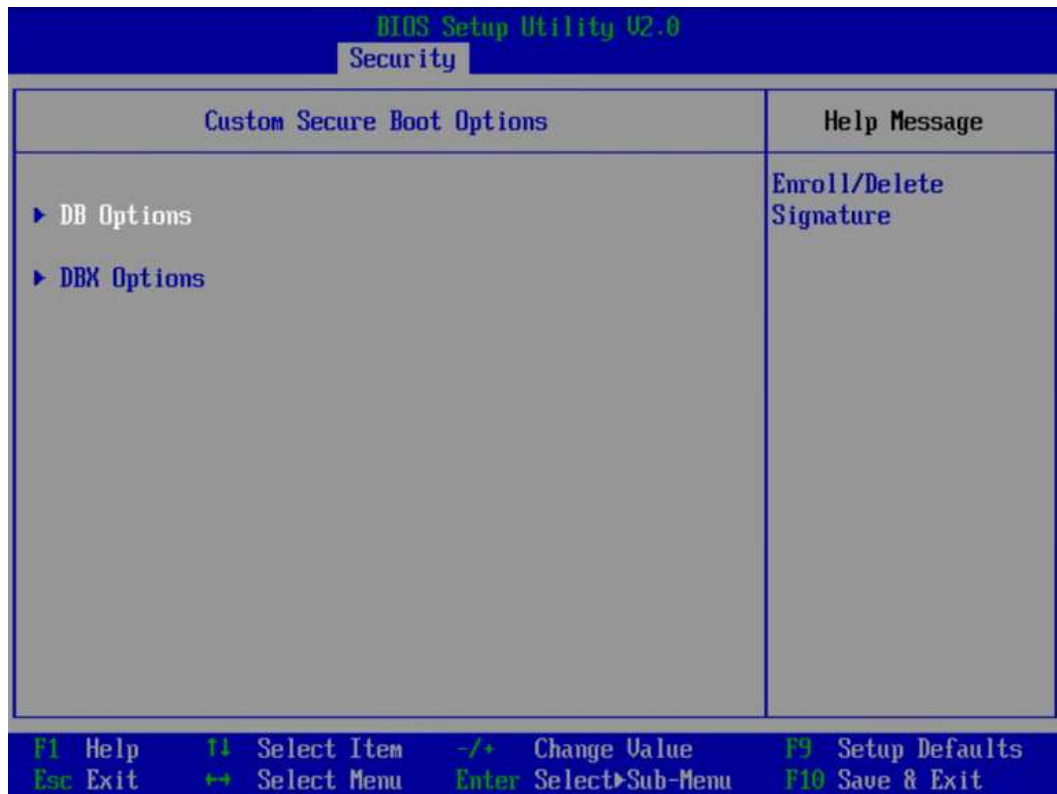 BIOS Setup Utility V2.0
Security
Custom Secure Boot Options
Help Message
▶ DB Options
▶ DBX Options
Enroll/Delete
Signature
F1 Help ↑↓ Select Item -/+ Change Value F9 Setup Defaults
Esc Exit ↔ Select Menu Enter Select▶Sub-Menu F10 Save & Exit